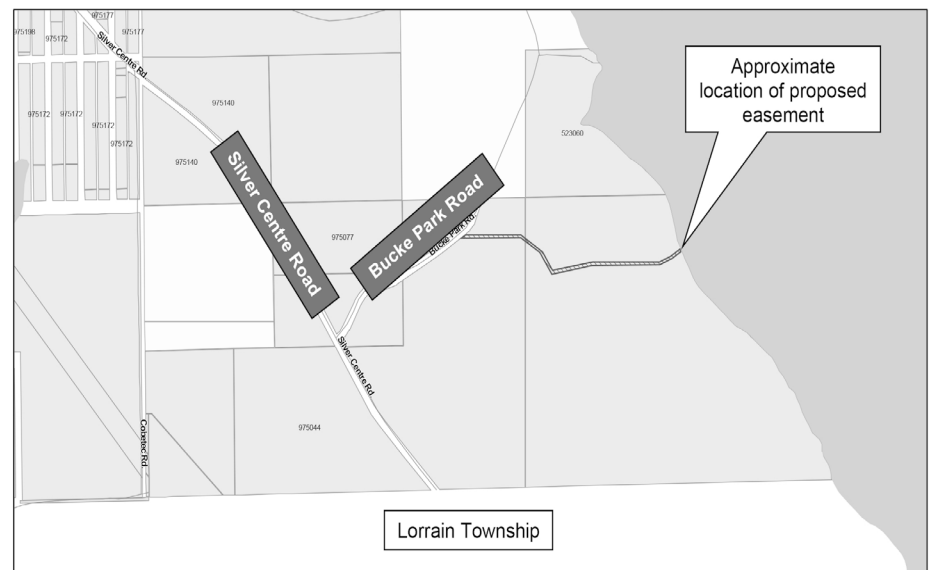 975177
975198
975172
975177
Silver Centre Rd.
Approximate
location of proposed
easement
975140
975172
975172
975172
975172
523060
975140
Silver Centre Road
Bucke Park Road
975077
Bucke Park Rd.
Silver Centre Rd.
975044
Cobetec Rd.
Lorrain Township